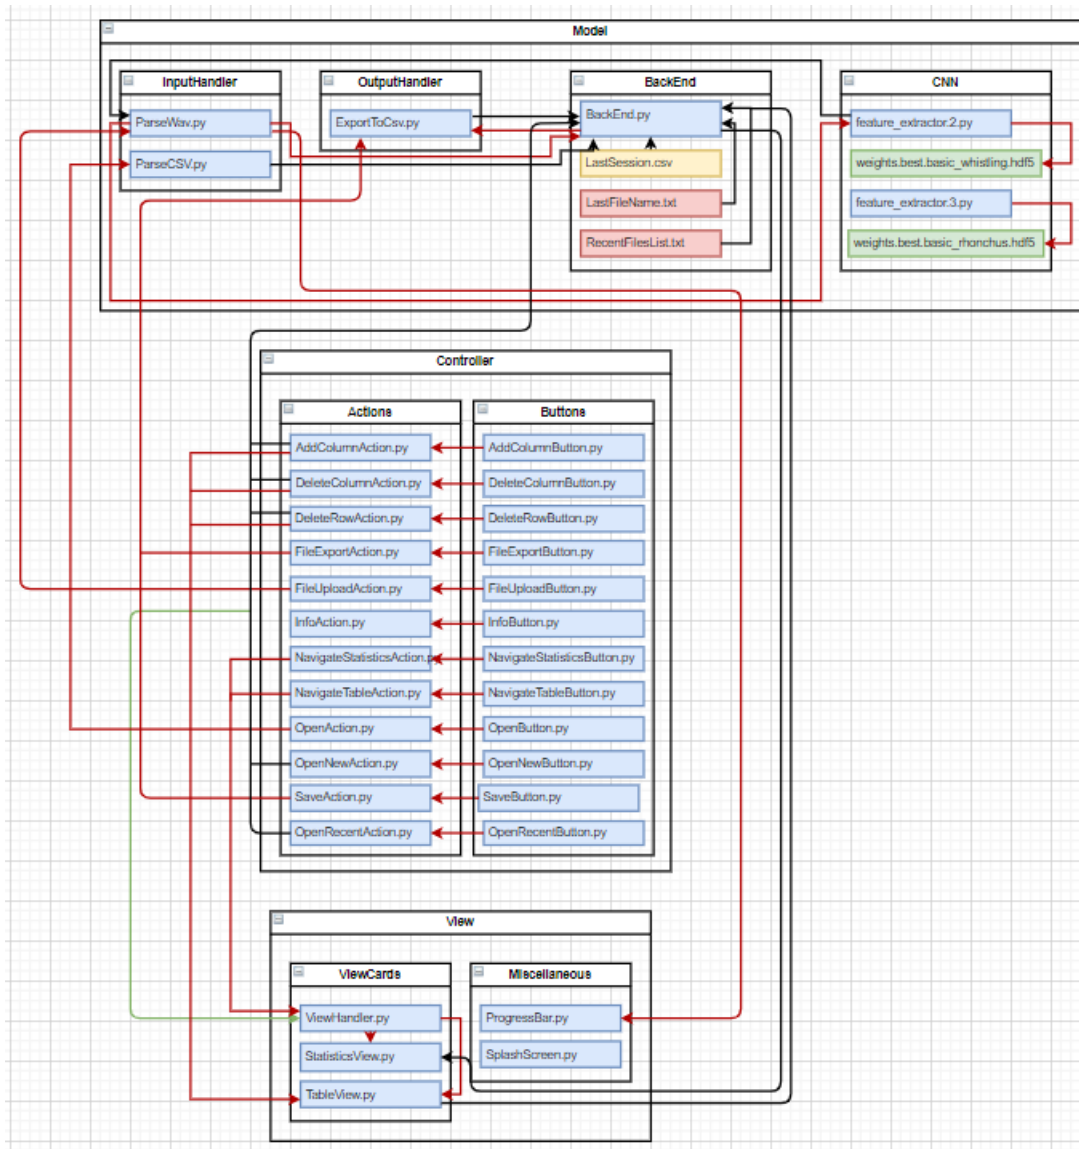 Model
InputHandler
ParseWav.py
ParseCSV.py
OutputHandler
ExportToCsv.py
BackEnd
BackEnd.py
LastSession.csv
LastFileName.txt
RecentFilesList.txt
CNN
feature_extractor.2.py
weights.best.basic_whistling.hdf5
feature_extractor.3.py
weights.best.basic_rhonchus.hdf5
Controller
Actions
AddColumnAction.py
DeleteColumnAction.py
DeleteRowAction.py
FileExportAction.py
FileUploadAction.py
InfoAction.py
NavigateStatisticsAction.py
NavigateTableAction.py
OpenAction.py
OpenNewAction.py
SaveAction.py
OpenRecentAction.py
Buttons
AddColumnButton.py
DeleteColumnButton.py
DeleteRowButton.py
FileExportButton.py
FileUploadButton.py
InfoButton.py
NavigateStatisticsButton.py
NavigateTableButton.py
OpenButton.py
OpenNewButton.py
SaveButton.py
OpenRecentButton.py
View
ViewCards
ViewHandler.py
StatisticsView.py
TableView.py
Miscellaneous
ProgressBar.py
SplashScreen.py